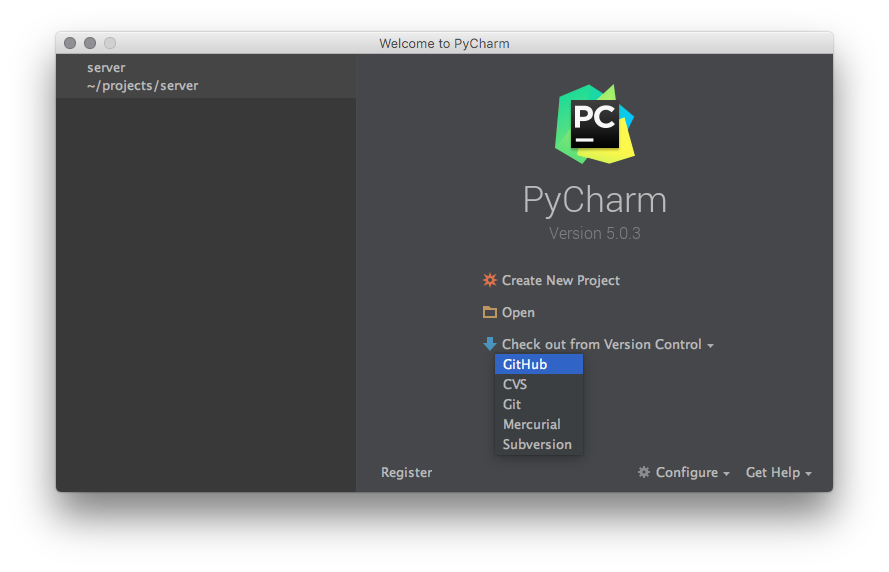 Welcome to PyCharm
server
~/projects/server
PC
PyCharm
Version 5.0.3
Create New Project
Open
Check out from Version Control
GitHub
CVS
Git
Mercurial
Subversion
Register
Configure
Get Help